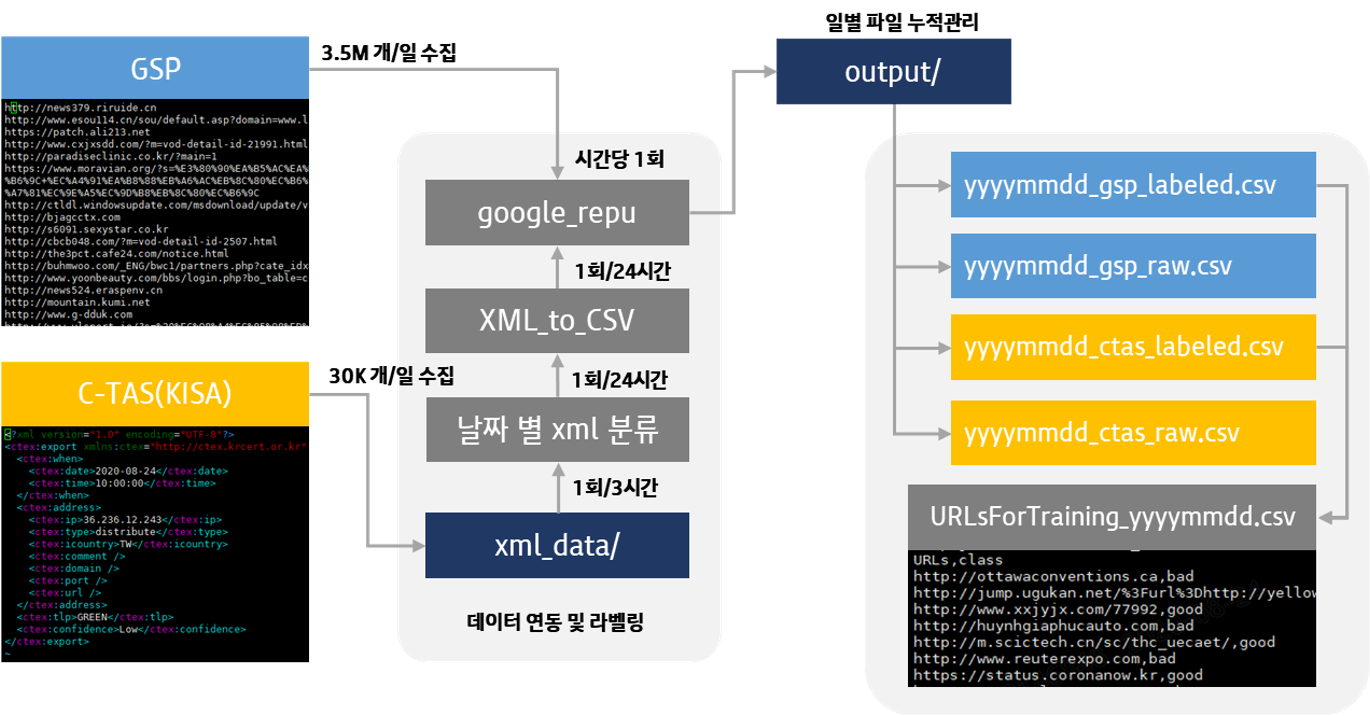 일별 파일 누적관리
GSP
3.5M 개/일 수집
output/
http://news379.riruide.cn
http://www.esou114.cn/sou/default.asp?domain=www.l
https://patch.ali213.net
http://www.cxjxsdd.com/?m=vod-detail-id-21991.html
http://paradiseclinic.co.kr/?main=1
https://www.moravian.org/?s=%E3%80%90%EA%B5%AC%EA%
%B6%9C+%EC%A4%91%EA%B8%88%EB%A6%AC%EB%8C%80%EC%B6%
%A7%81%EC%9E%A5%EC%9D%B8%EB%8C%80%EC%B6%9C
http://ctldl.windowsupdate.com/msdownload/update/v
http://bjagcctx.com
http://s6091.sexystar.co.kr
http://cbcb048.com/?m=vod-detail-id-2507.html
http://the3pct.cafe24.com/notice.html
http://buhmwoo.com/_ENG/bwc1/partners.php?cate_idx
http://www.yoonbeauty.com/bbs/login.php?bo_table=c
http://news524.eraspenv.cn
http://mountain.kumi.net
http://www.g-dduk.com
시간당 1회
google_repu
1회/24시간
XML_to_CSV
1회/24시간
날짜 별 xml 분류
1회/3시간
xml_data/
데이터 연동 및 라벨링
C-TAS(KISA)
30K 개/일 수집
<?xml version="1.0" encoding="UTF-8"?>
<ctex:export xmlns:ctex="http://ctex.krcert.or.kr"
<ctex:when>
<ctex:date>2020-08-24</ctex:date>
<ctex:time>10:00:00</ctex:time>
</ctex:when>
<ctex:address>
<ctex:ip>36.236.12.243</ctex:ip>
<ctex:type>distribute</ctex:type>
<ctex:icountry>TW</ctex:icountry>
<ctex:comment />
<ctex:domain />
<ctex:port />
<ctex:url />
</ctex:address>
<ctex:tlp>GREEN</ctex:tlp>
<ctex:confidence>Low</ctex:confidence>
</ctex:export>
~
yyyymmdd_gsp_labeled.csv
yyyymmdd_gsp_raw.csv
yyyymmdd_ctas_labeled.csv
yyyymmdd_ctas_raw.csv
URLsForTraining_yyyymmdd.csv
URLs,class
http://ottawaconventions.ca,bad
http://jump.ugukan.net/%3Furl%3Dhttp://yellow
http://www.xxjyjx.com/77992,good
http://huynhgiaphucauto.com,bad
http://m.scictech.cn/sc/thc_uecaet/,good
http://www.reuterexpo.com,bad
https://status.coronanow.kr,good